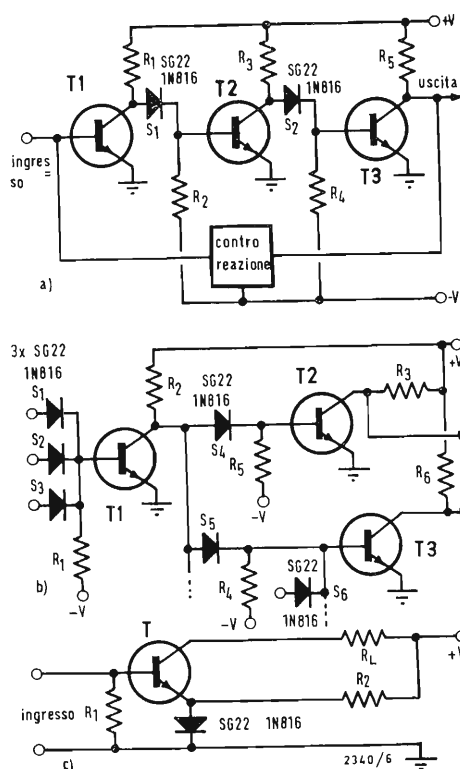 +V
R1
SG22
1N816
R3
SG22
1N816
R5
T1
T2
uscita
S1
S2
T3
ingres
so
=
R2
R4
contro
reazione
a)
-V
3x SG22
1N816
S1
R2
SG22
1N816
T2
R3
+V
S2
S4
R5
R6
S3
T1
-V
S5
T3
R1
R4
SG22
S6
b)
-V
-V
1N816
T
RL
+V
R2
ingresso
R1
SG22 1N816
c)
2340/6